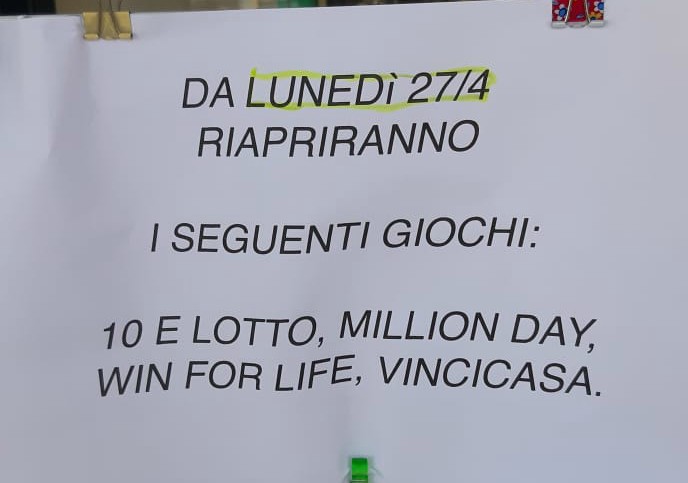 DA LUNEDì 27/4
RIAPRIRANNO
I SEGUENTI GIOCHI:
10 E LOTTO, MILLION DAY,
WIN FOR LIFE, VINCICASA.